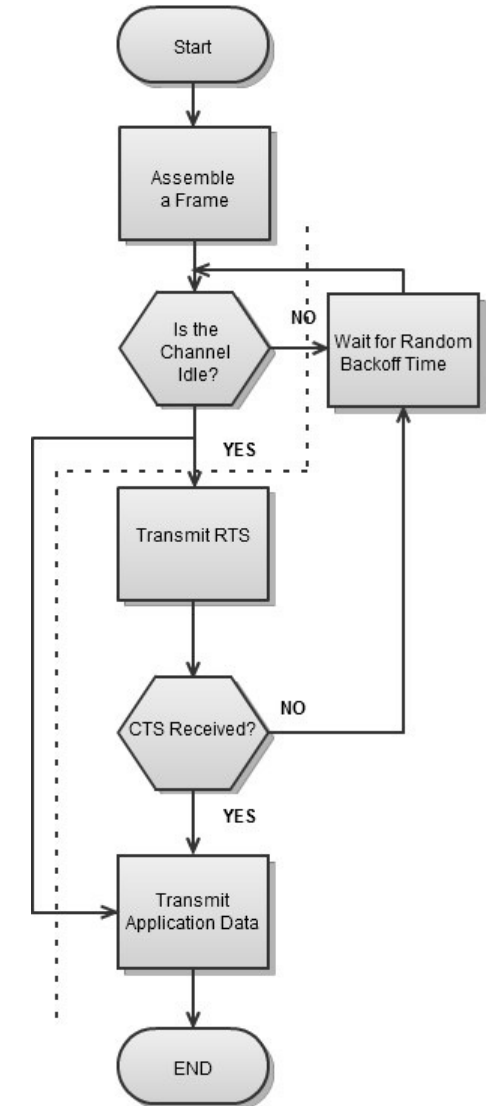 Start
Assemble
a Frame
Is the
Channel
Idle?
NO
Wait for Random
Backoff Time
YES
Transmit RTS
CTS Received?
NO
YES
Transmit
Application Data
END